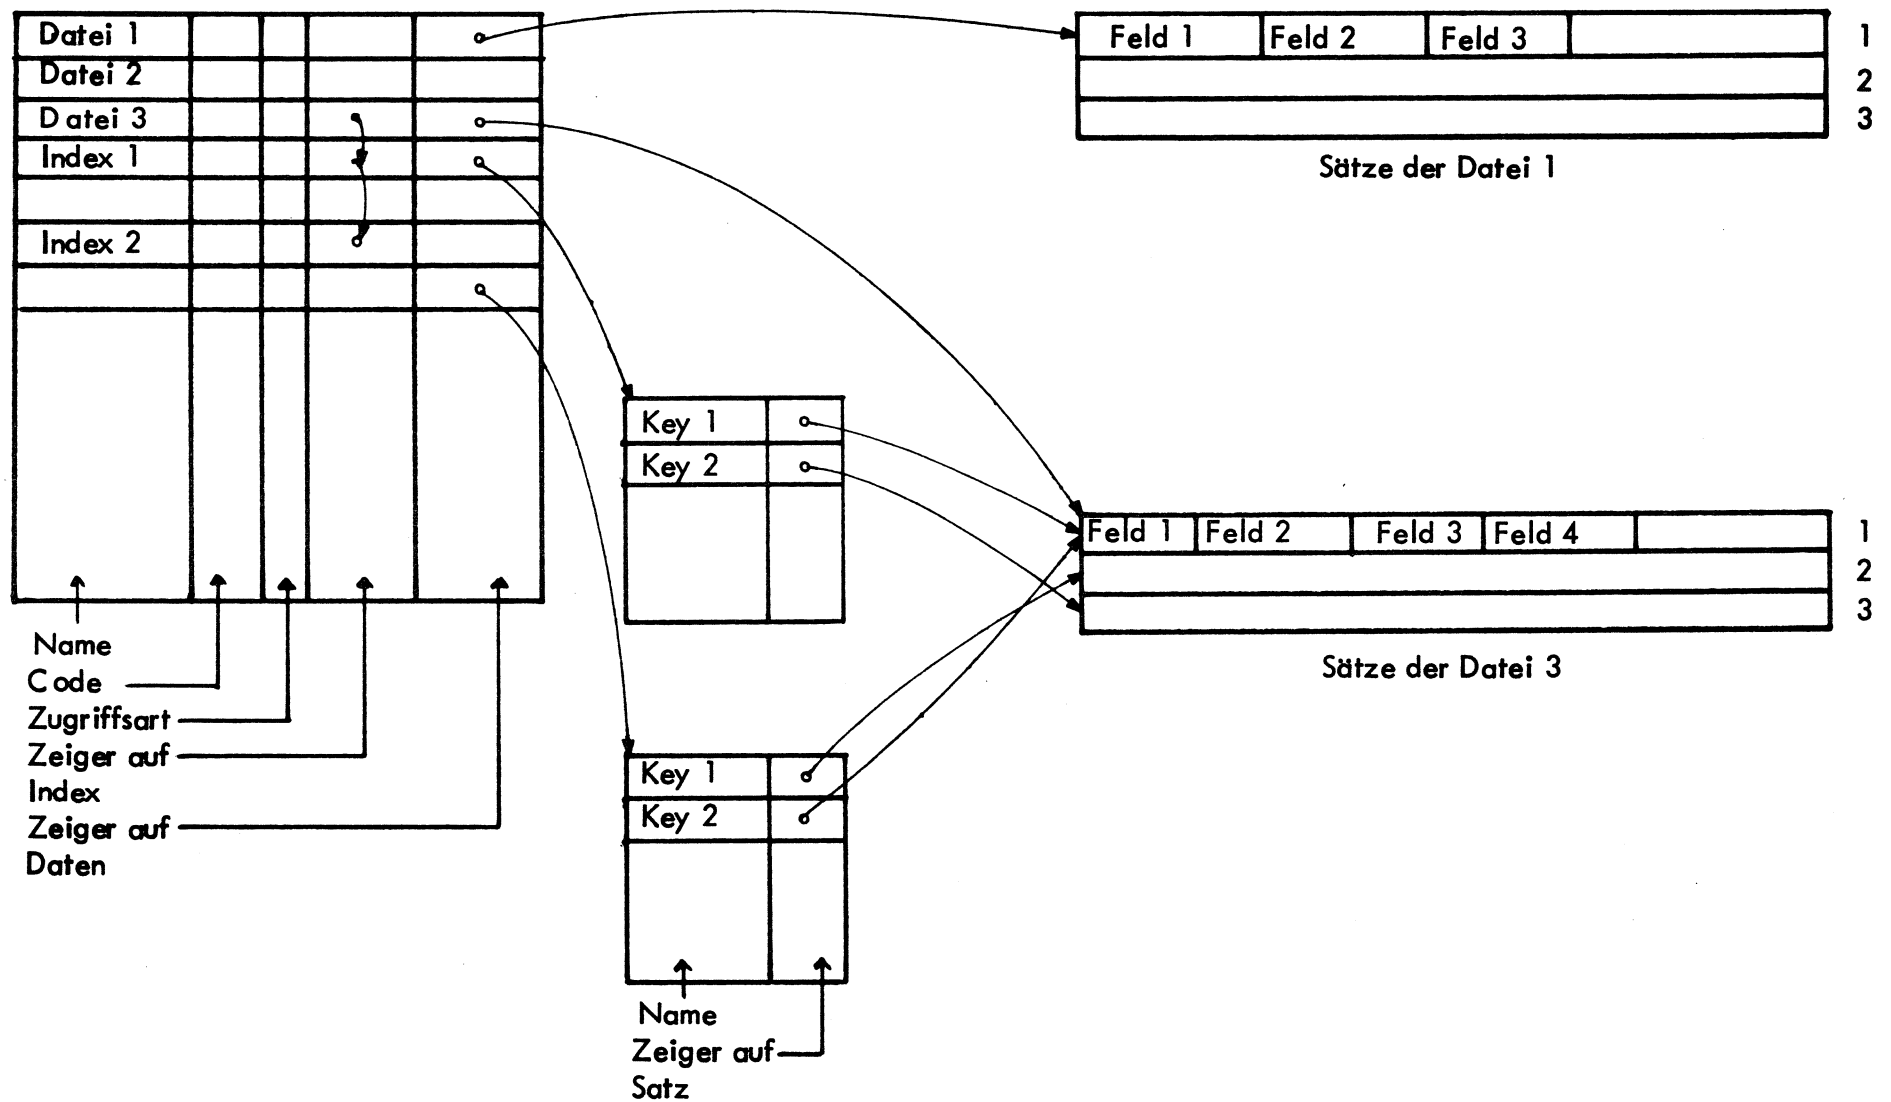 Datei 1
Datei 2
Datei 3
Index 1
Index 2
Name
Code
Zugriffsart
Zeiger auf
Index
Zeiger auf
Daten
Feld 1 Feld 2 Feld 3 1
2
3
Sätze der Datei 1
Key 1
Key 2
Feld 1 Feld 2 Feld 3 Feld 4 1
2
3
Sätze der Datei 3
Key 1
Key 2
Name
Zeiger auf
Satz